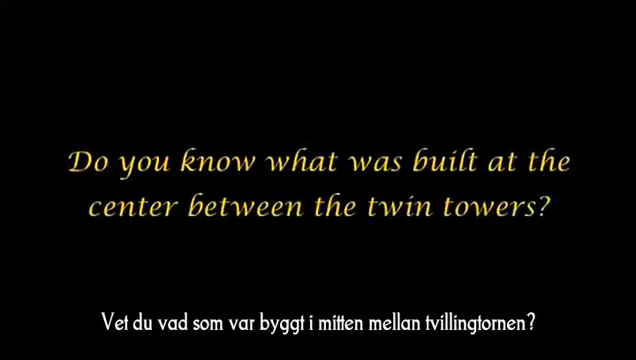 Do you know what was built at the
center between the twin towers?
Vet du vad som var byggt i mitten mellan tvillingtornen?